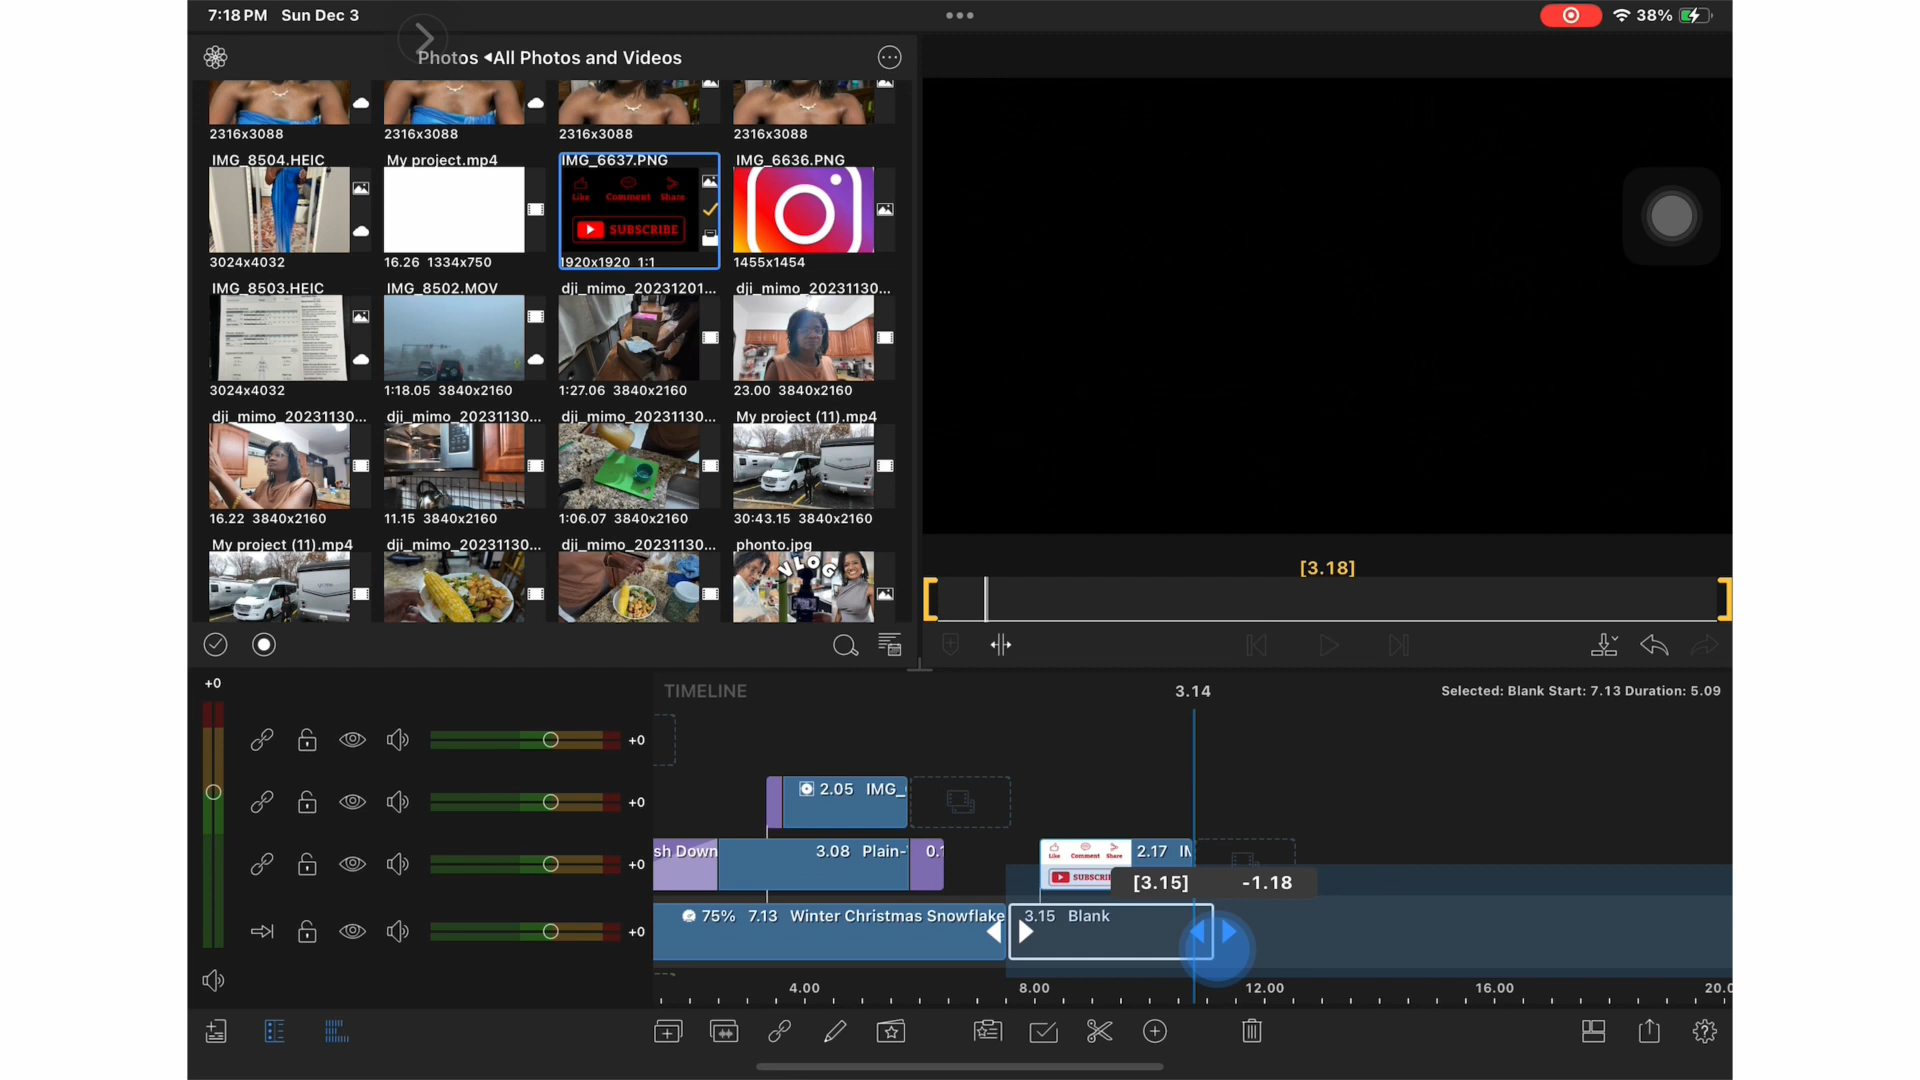 7:18 PM Sun Dec 3
38%
Photos ◂All Photos and Videos
2316x3088 2316x3088 2316x3088 2316x3088
IMG_8504.HEIC My project.mp4 IMG_6637.PNG IMG_6636.PNG
Like Comment Share
SUBSCRIBE
3024x4032 16.26 1334x750 1920x1920 1:1 1455x1454
IMG_8503.HEIC IMG_8502.MOV dji_mimo_20231201... dji_mimo_20231130...
3024x4032 1:18.05 3840x2160 1:27.06 3840x2160 23.00 3840x2160
dji_mimo_20231130... dji_mimo_20231130... dji_mimo_20231130... My project (11).mp4
16.22 3840x2160 11.15 3840x2160 1:06.07 3840x2160 30:43.15 3840x2160
My project (11).mp4 dji_mimo_20231130... dji_mimo_20231130... phonto.jpg
VLOG
[3.18]
+0
TIMELINE
3.14
Selected: Blank Start: 7.13 Duration: 5.09
+0
+0
2.05 IMG_
+0
sh Down 3.08 Plain- 0.
Like Comment Share
SUBSCRI
2.17
[3.15] -1.18
+0
75% 7.13 Winter Christmas Snowflake
3.15 Blank
4.00 8.00 12.00 16.00 20.0